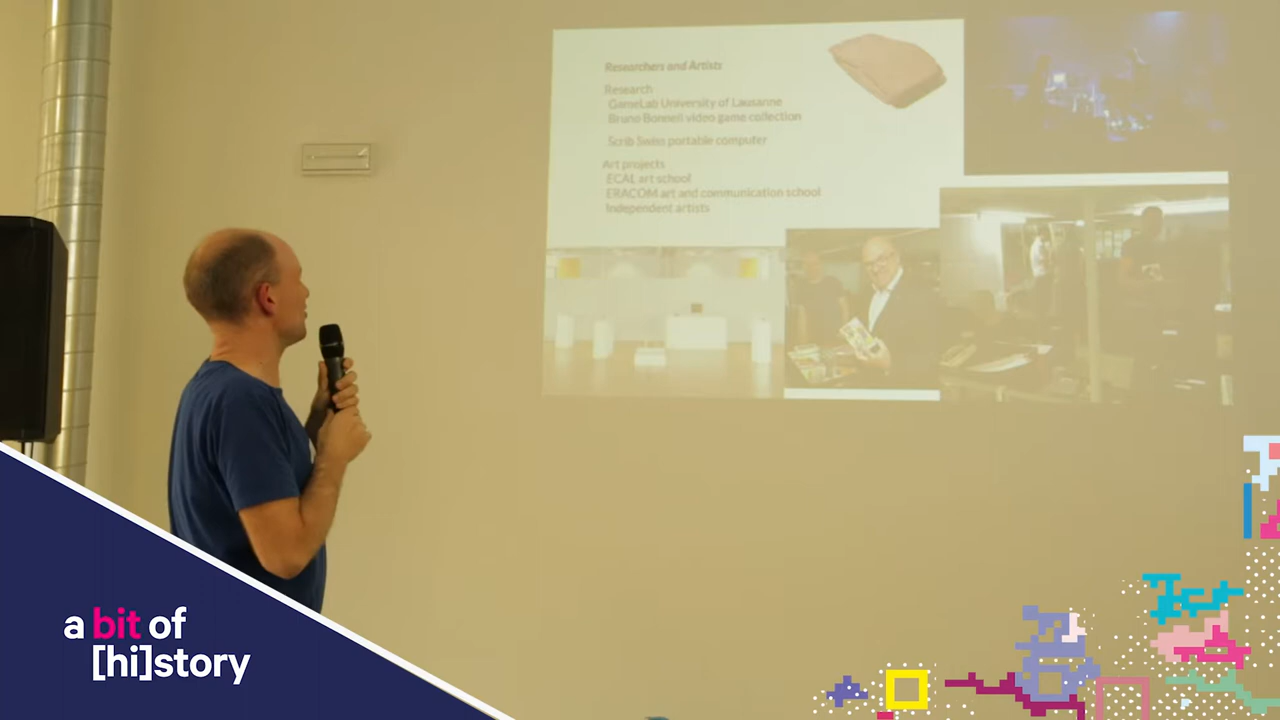 Researchers and Artists
Research
GameLab University of Lausanne
Bruno Bonnell video game collection
Scrib Swiss portable computer
Art projects
ECAL art school
ERACOM art and communication school
Independent artists
a bit of
[hi]story